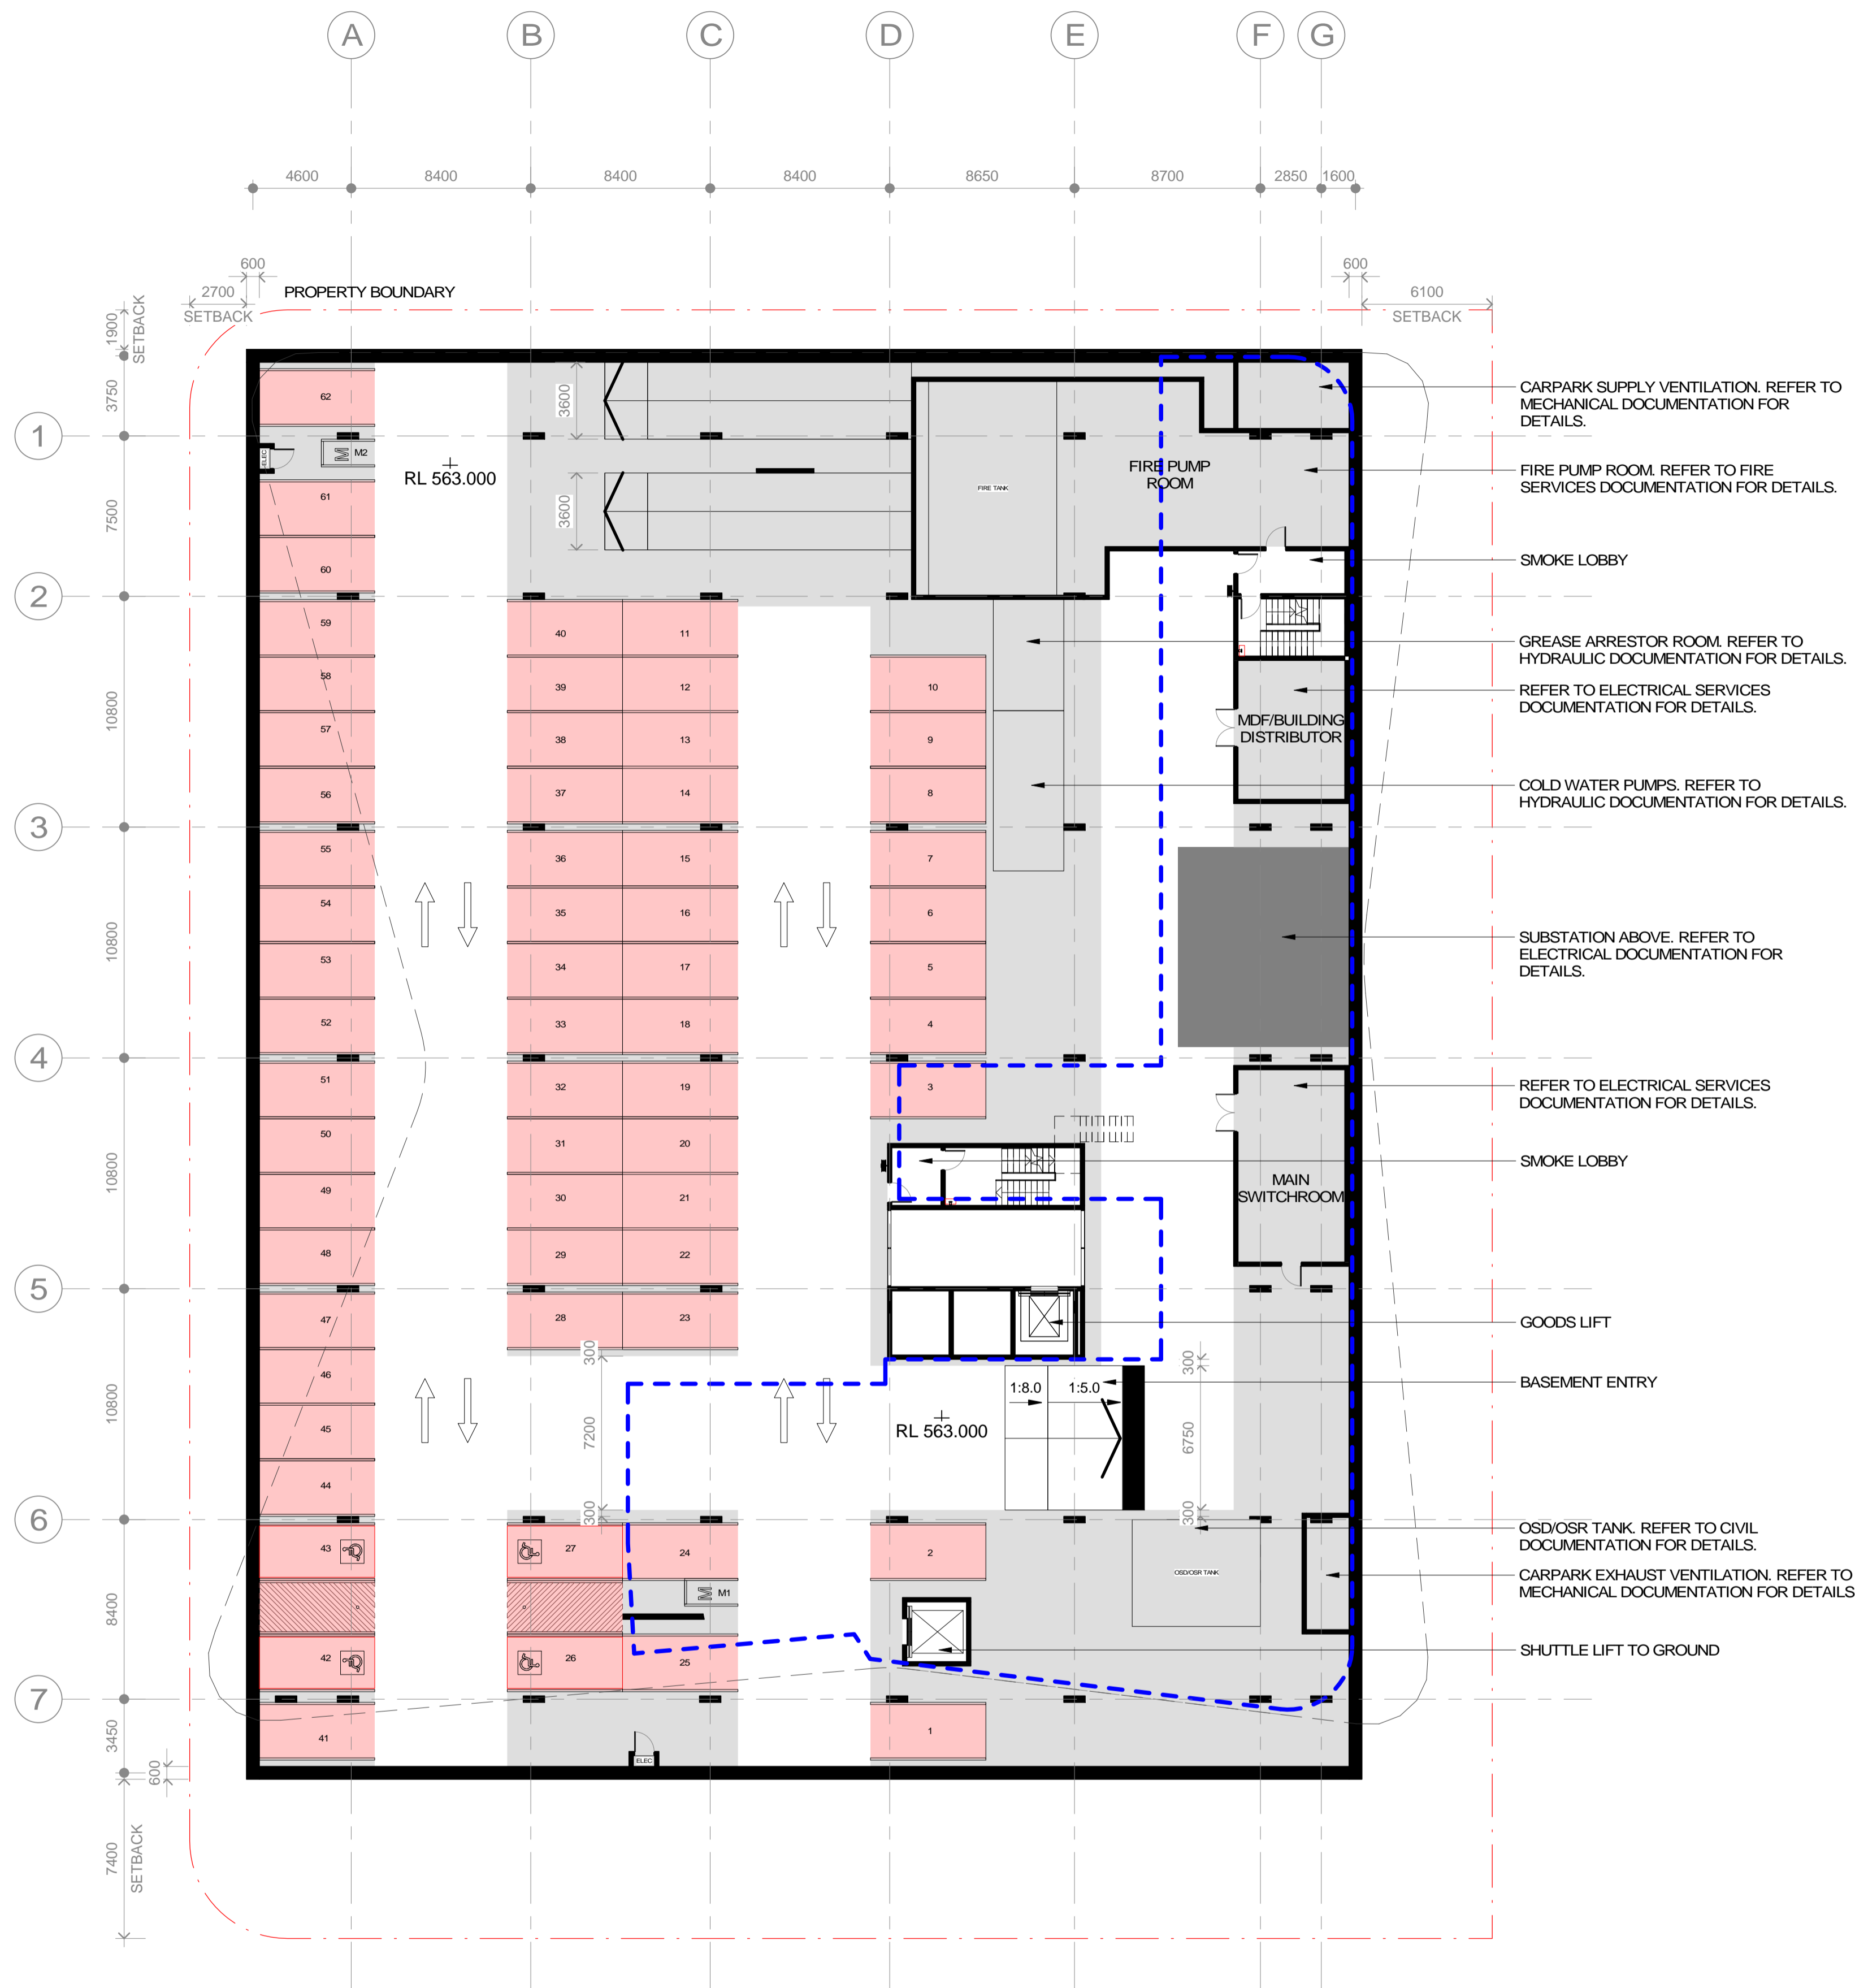 A B C D E F G
4600 8400 8400 8400 8650 8700 2850 1600
600
600
2700
PROPERTY BOUNDARY
6100
SETBACK
SETBACK
1900
SETBACK
3750
7500
10800
10800
10800
10800
8400
3450
600
7400
SETBACK
1
2
3
4
5
6
7
62
ELEC
M M2
61
60
59
58
57
56
55
54
53
52
51
50
49
48
47
46
45
44
43
42
41
RL 563.000
3600
3600
40 11
39 12
38 13
37 14
36 15
35 16
34 17
33 18
32 19
31 20
30 21
29 22
28 23
300
7200
300
27 24
M M1
26 25
ELEC
10
9
8
7
6
5
4
3
2
1
FIRE TANK
FIRE PUMP
ROOM
MDF/BUILDING
DISTRIBUTOR
MAIN
SWITCHROOM
RL 563.000
1:8.0 1:5.0
300
6750
300
OSD/OSR TANK
CARPARK SUPPLY VENTILATION. REFER TO
MECHANICAL DOCUMENTATION FOR
DETAILS.
FIRE PUMP ROOM. REFER TO FIRE
SERVICES DOCUMENTATION FOR DETAILS.
SMOKE LOBBY
GREASE ARRESTOR ROOM. REFER TO
HYDRAULIC DOCUMENTATION FOR DETAILS.
REFER TO ELECTRICAL SERVICES
DOCUMENTATION FOR DETAILS.
COLD WATER PUMPS. REFER TO
HYDRAULIC DOCUMENTATION FOR DETAILS.
SUBSTATION ABOVE. REFER TO
ELECTRICAL DOCUMENTATION FOR
DETAILS.
REFER TO ELECTRICAL SERVICES
DOCUMENTATION FOR DETAILS.
SMOKE LOBBY
GOODS LIFT
BASEMENT ENTRY
OSD/OSR TANK. REFER TO CIVIL
DOCUMENTATION FOR DETAILS.
CARPARK EXHAUST VENTILATION. REFER TO
MECHANICAL DOCUMENTATION FOR DETAILS
SHUTTLE LIFT TO GROUND